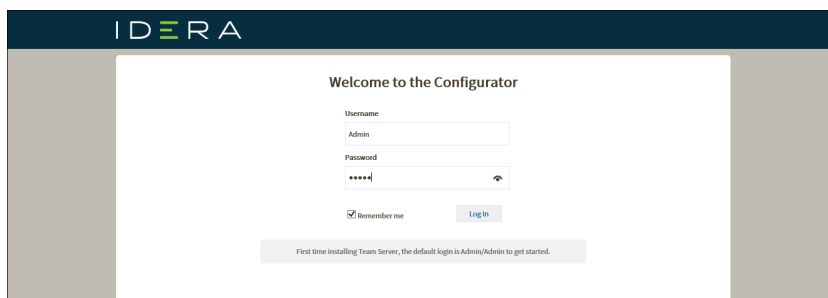 IDERA
Welcome to the Configurator
Username
Admin
Password
•••••
Remember me
Log In
First time installing Team Server, the default login is Admin/Admin to get started.